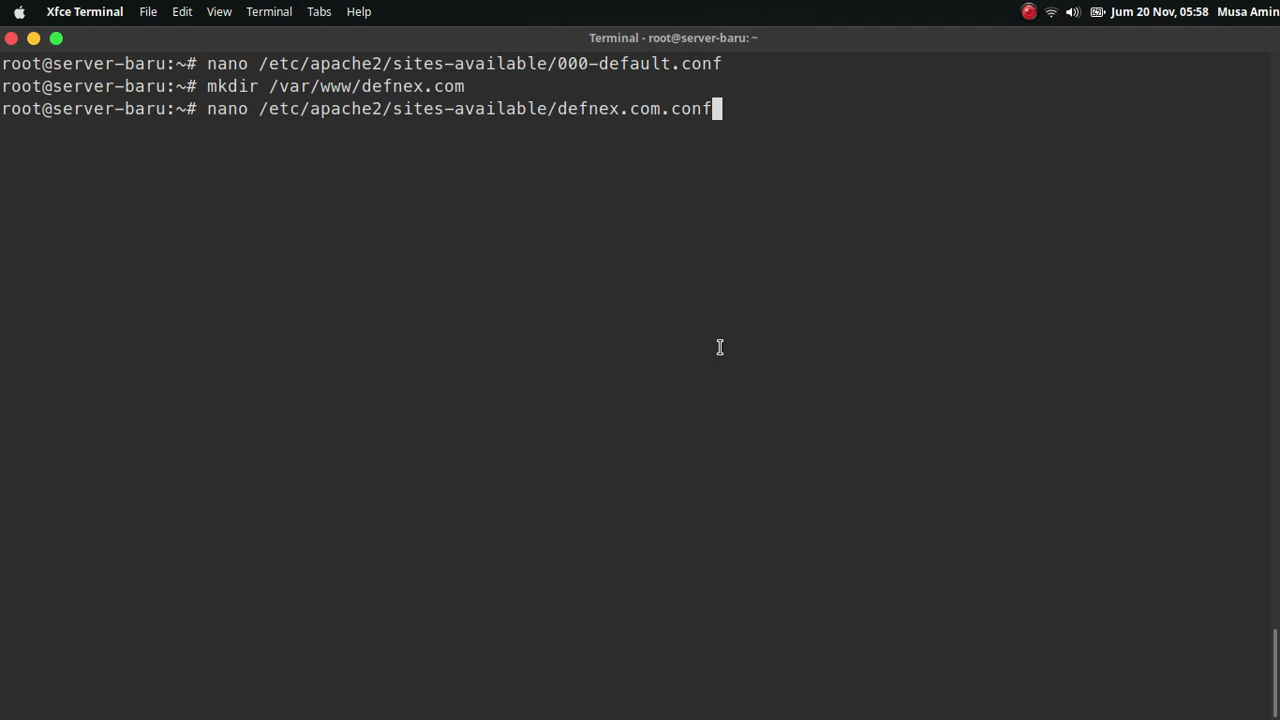 Xfce Terminal File Edit View Terminal Tabs Help Jum 20 Nov, 05:58 Musa Amin
Terminal - root@server-baru: ~
root@server-baru:~# nano /etc/apache2/sites-available/000-default.conf
root@server-baru:~# mkdir /var/www/defnex.com
root@server-baru:~# nano /etc/apache2/sites-available/defnex.com.conf